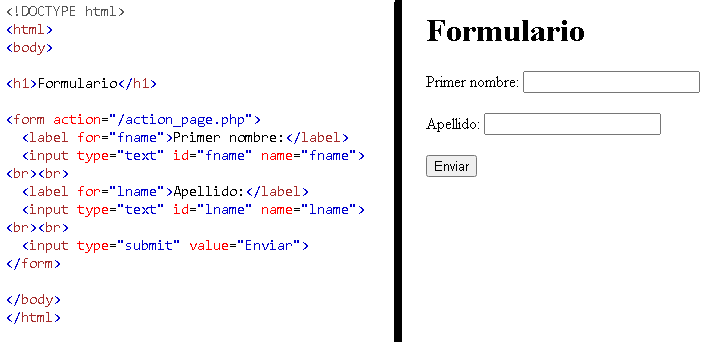 <!DOCTYPE html>
<html>
<body>
<h1>Formulario</h1>
<form action="/action_page.php">
  <label for="fname">Primer nombre:</label>
  <input type="text" id="fname" name="fname">
<br><br>
  <label for="lname">Apellido:</label>
  <input type="text" id="lname" name="lname">
<br><br>
  <input type="submit" value="Enviar">
</form>
</body>
</html>
Formulario
Primer nombre:
Apellido:
Enviar